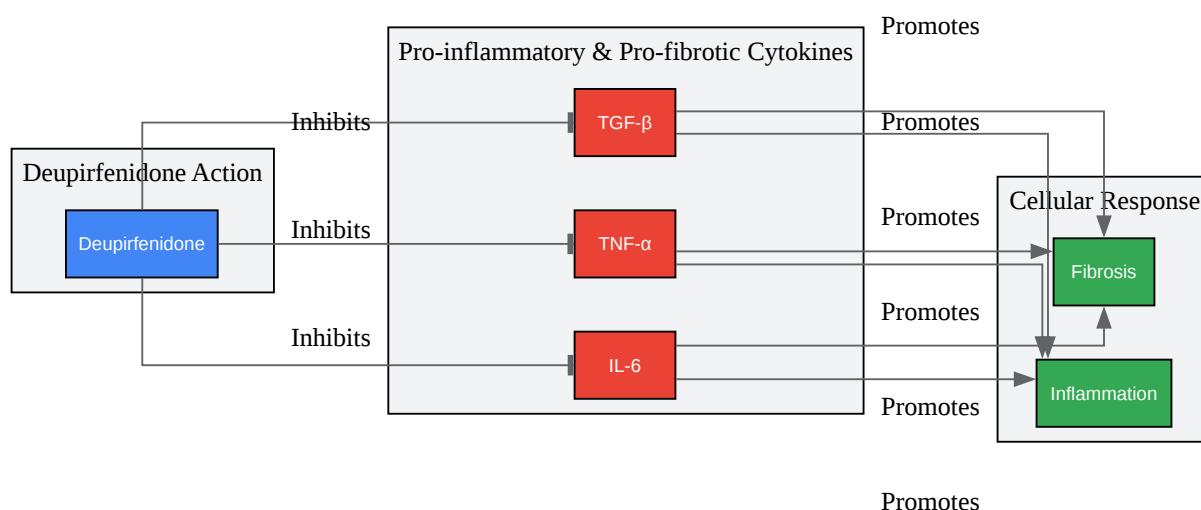 Promotes
Pro-inflammatory & Pro-fibrotic Cytokines
Inhibits
TGF-β
Promotes
Deupirfenidone Action
Cellular Response
Deupirfenidone
Inhibits
TNF-α
Promotes
Fibrosis
Promotes
Inhibits
IL-6
Inflammation
Promotes
Promotes